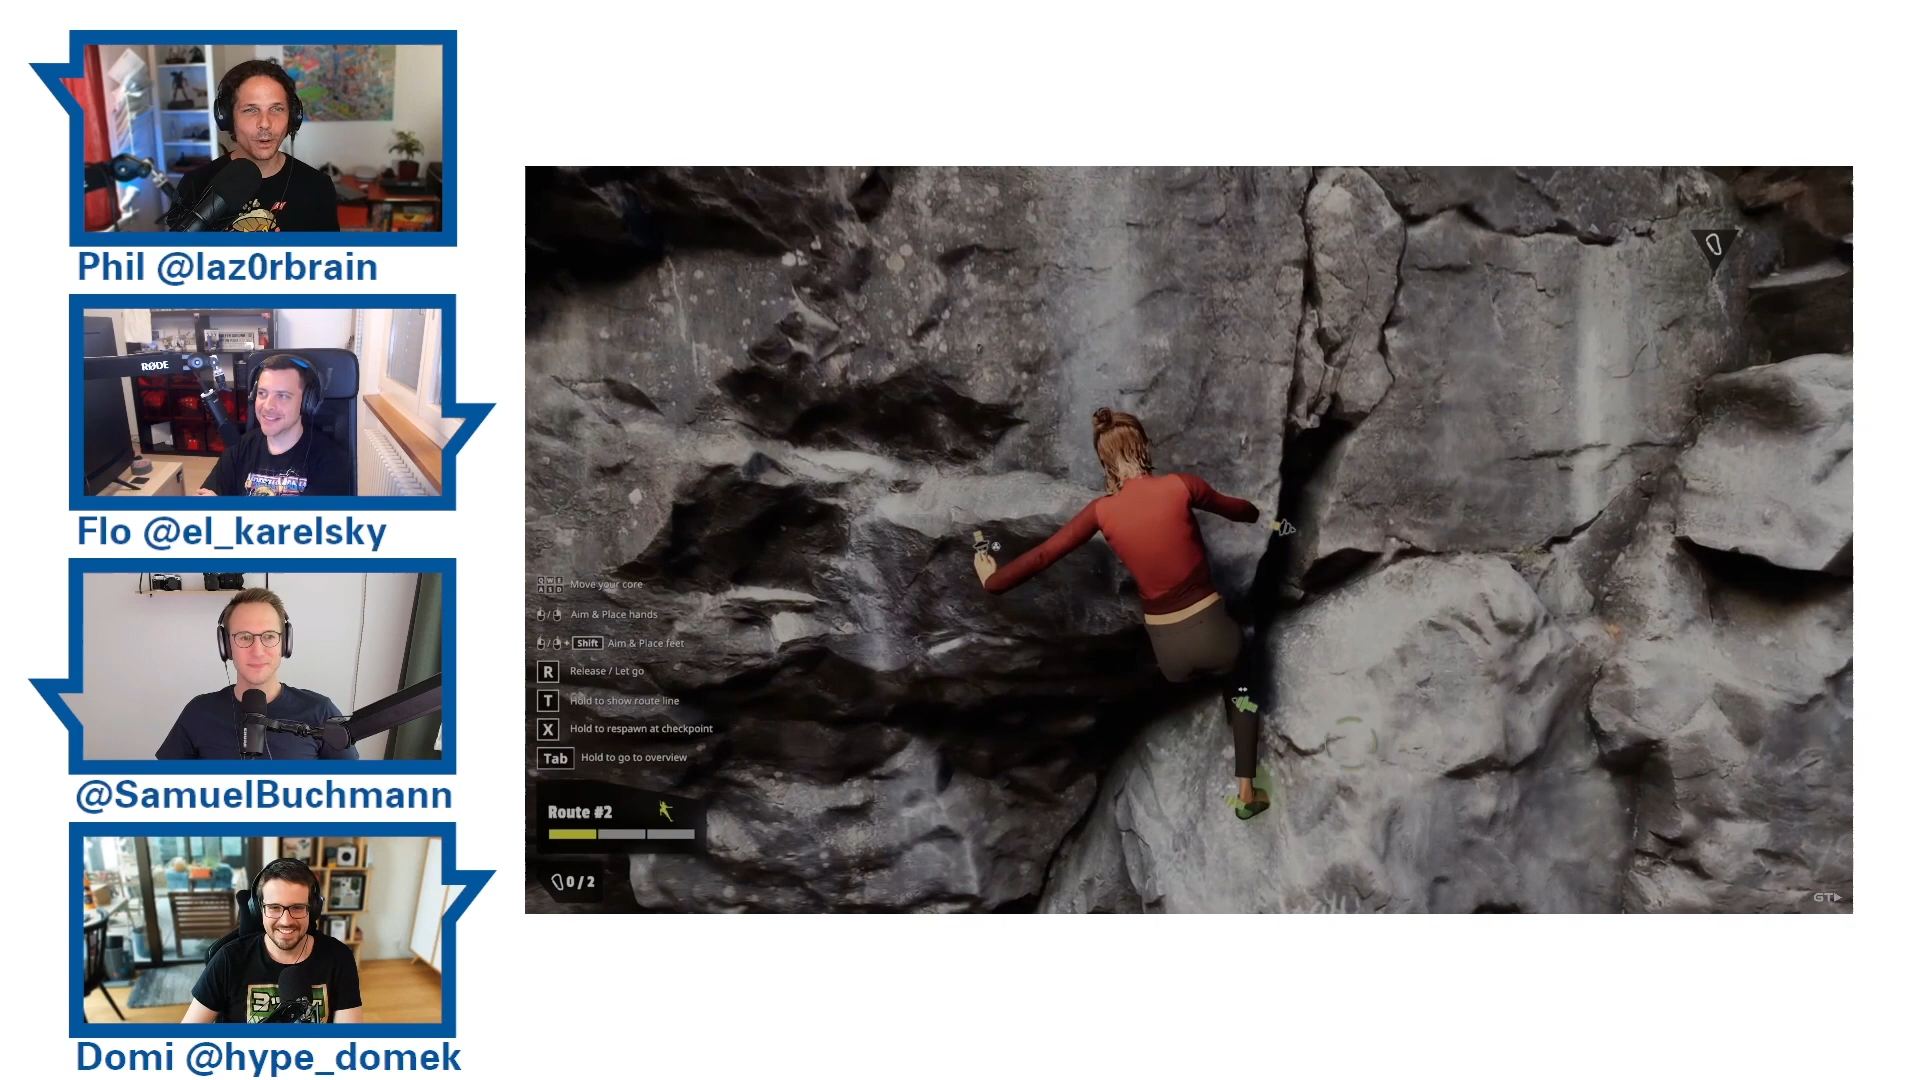 Phil @laz0rbrain
RØDE
Flo @el_karelsky
@SamuelBuchmann
Domi @hype_domek
Q W E
A S D
Move your core
Aim & Place hands
/ + Shift Aim & Place feet
R Release / Let go
T Hold to show route line
X Hold to respawn at checkpoint
Tab Hold to go to overview
Route #2
0 / 2
GT